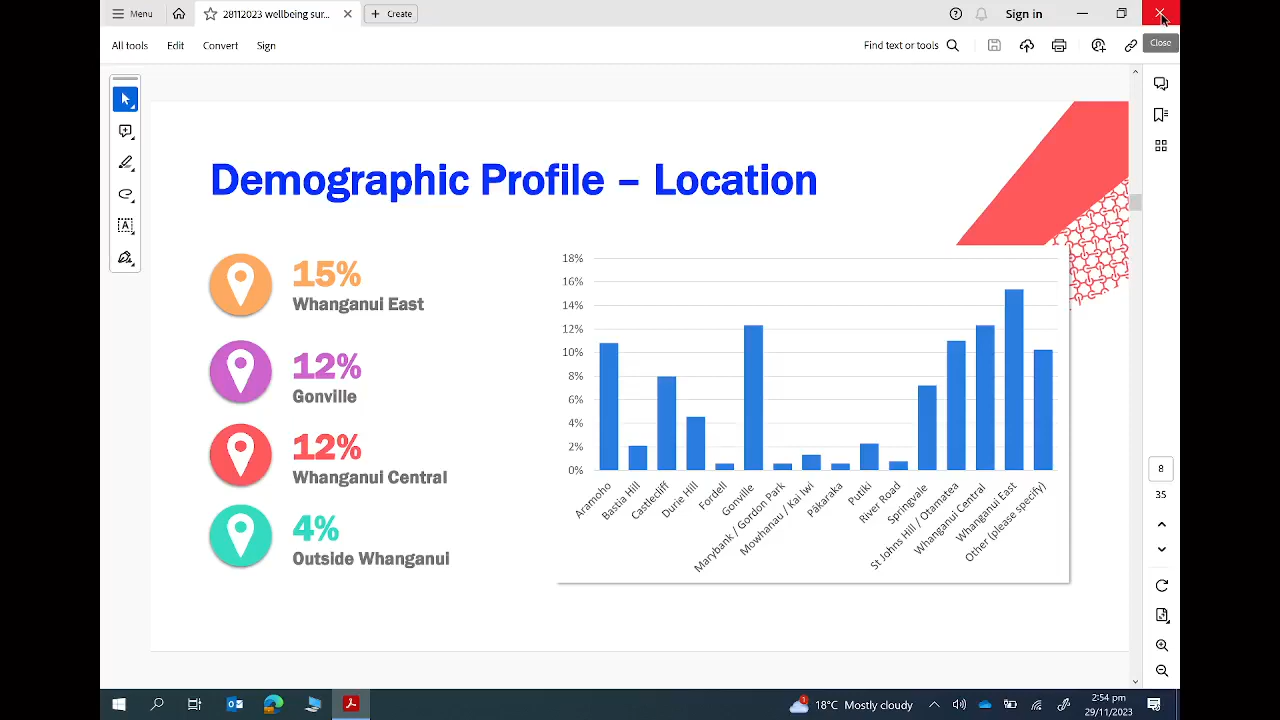 Menu
28112023 wellbeing sur...
Create
Sign in
All tools
Edit
Convert
Sign
Find text or tools
Close
Demographic Profile – Location
15%
Whanganui East
12%
Gonville
12%
Whanganui Central
4%
Outside Whanganui
18%
16%
14%
12%
10%
8%
6%
4%
2%
0%
Aramoho
Bastia Hill
Castlecliff
Durie Hill
Fordell
Gonville
Marybank / Gordon Park
Mowhanau / Kai Iwi
Pākaraka
Putiki
River Road
Springvale
St Johns Hill / Otamatea
Whanganui Central
Whanganui East
Other (please specify)
8
35
1
18°C Mostly cloudy
2:54 pm
29/11/2023